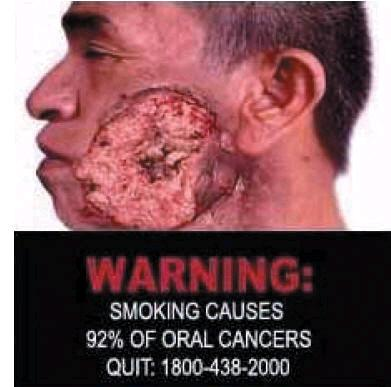 WARNING:
SMOKING CAUSES
92% OF ORAL CANCERS
QUIT: 1800-438-2000